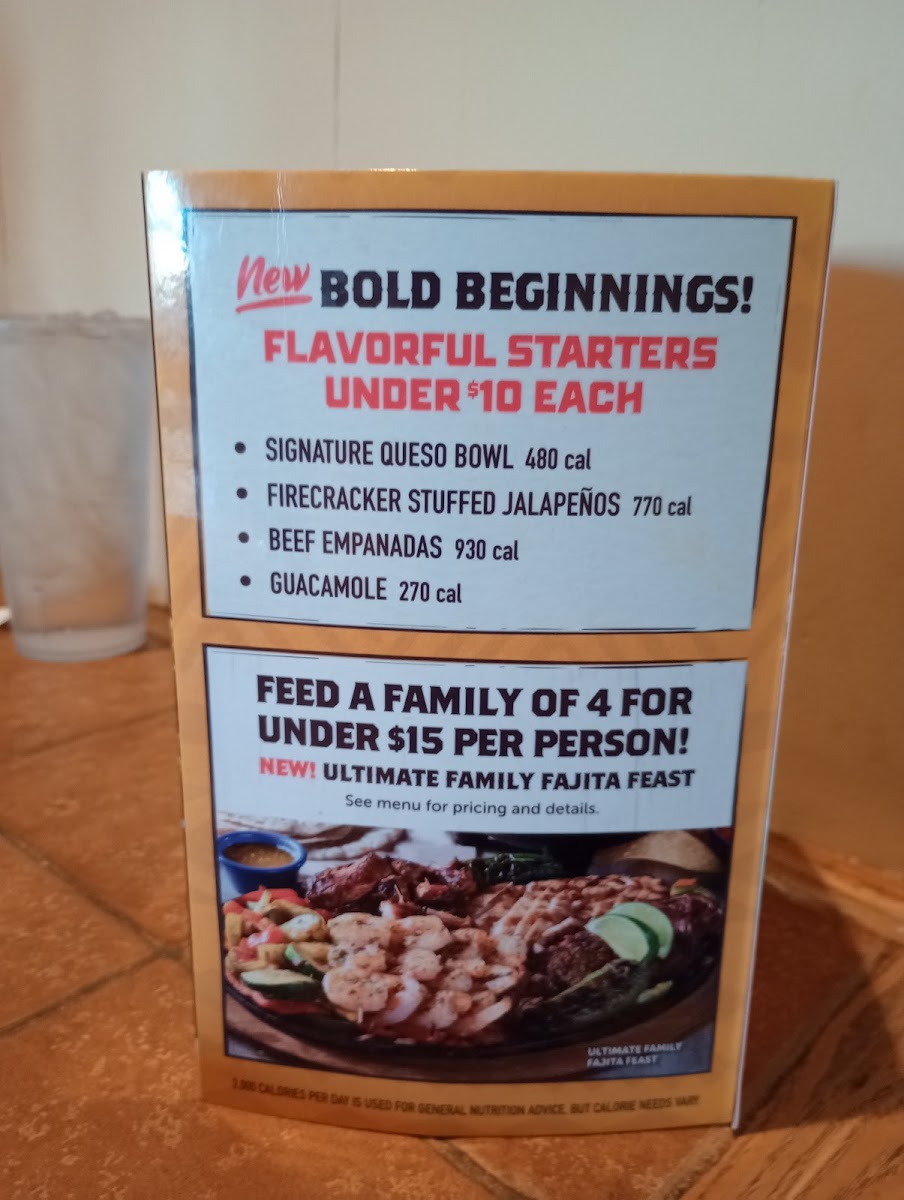 New BOLD BEGINNINGS!
FLAVORFUL STARTERS
UNDER $10 EACH
• SIGNATURE QUESO BOWL 480 cal
• FIRECRACKER STUFFED JALAPEÑOS 770 cal
• BEEF EMPANADAS 930 cal
• GUACAMOLE 270 cal
FEED A FAMILY OF 4 FOR
UNDER $15 PER PERSON!
NEW! ULTIMATE FAMILY FAJITA FEAST
See menu for pricing and details.
ULTIMATE FAMILY
FAJITA FEAST
CALORIES PER DAY IS USED FOR GENERAL NUTRITION ADVICE, BUT CALORIE NEEDS VARY